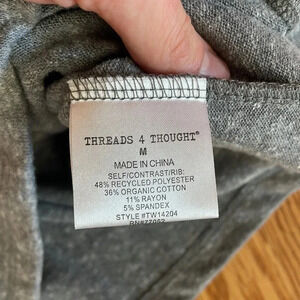 THREADS 4 THOUGHT®
M
MADE IN CHINA
SELF/CONTRAST/RIB:
48% RECYCLED POLYESTER
36% ORGANIC COTTON
11% RAYON
5% SPANDEX
STYLE #TW14204